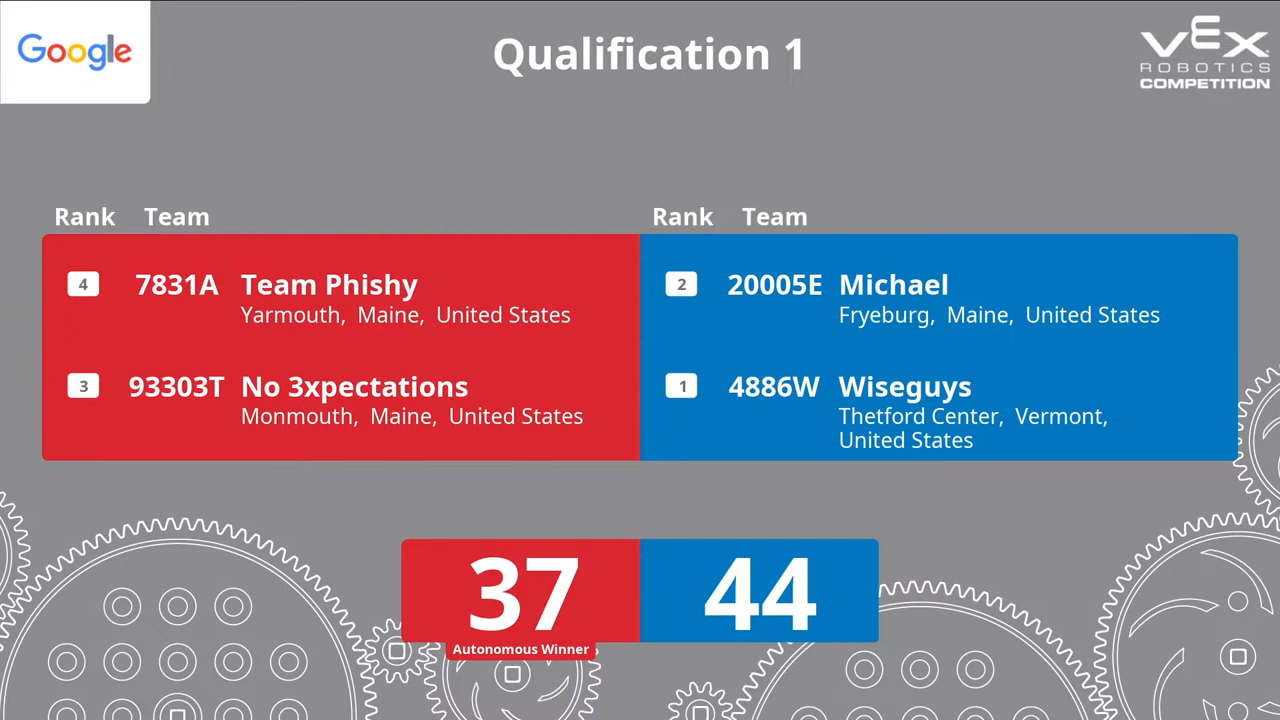 Google
Qualification 1
VEX
ROBOTICS
COMPETITION
Rank Team
4 7831A Team Phishy
Yarmouth, Maine, United States
3 93303T No 3xpectations
Monmouth, Maine, United States
Rank Team
2 20005E Michael
Fryeburg, Maine, United States
1 4886W Wiseguys
Thetford Center, Vermont,
United States
37
Autonomous Winner
44